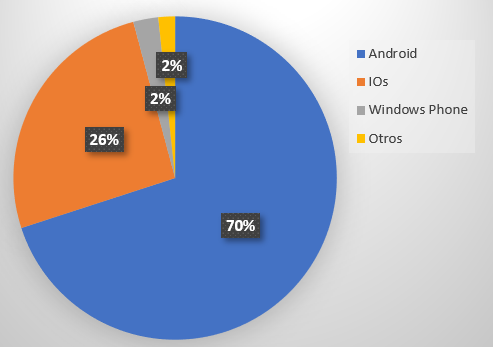 2%
2%
26%
70%
Android
IOs
Windows Phone
Otros